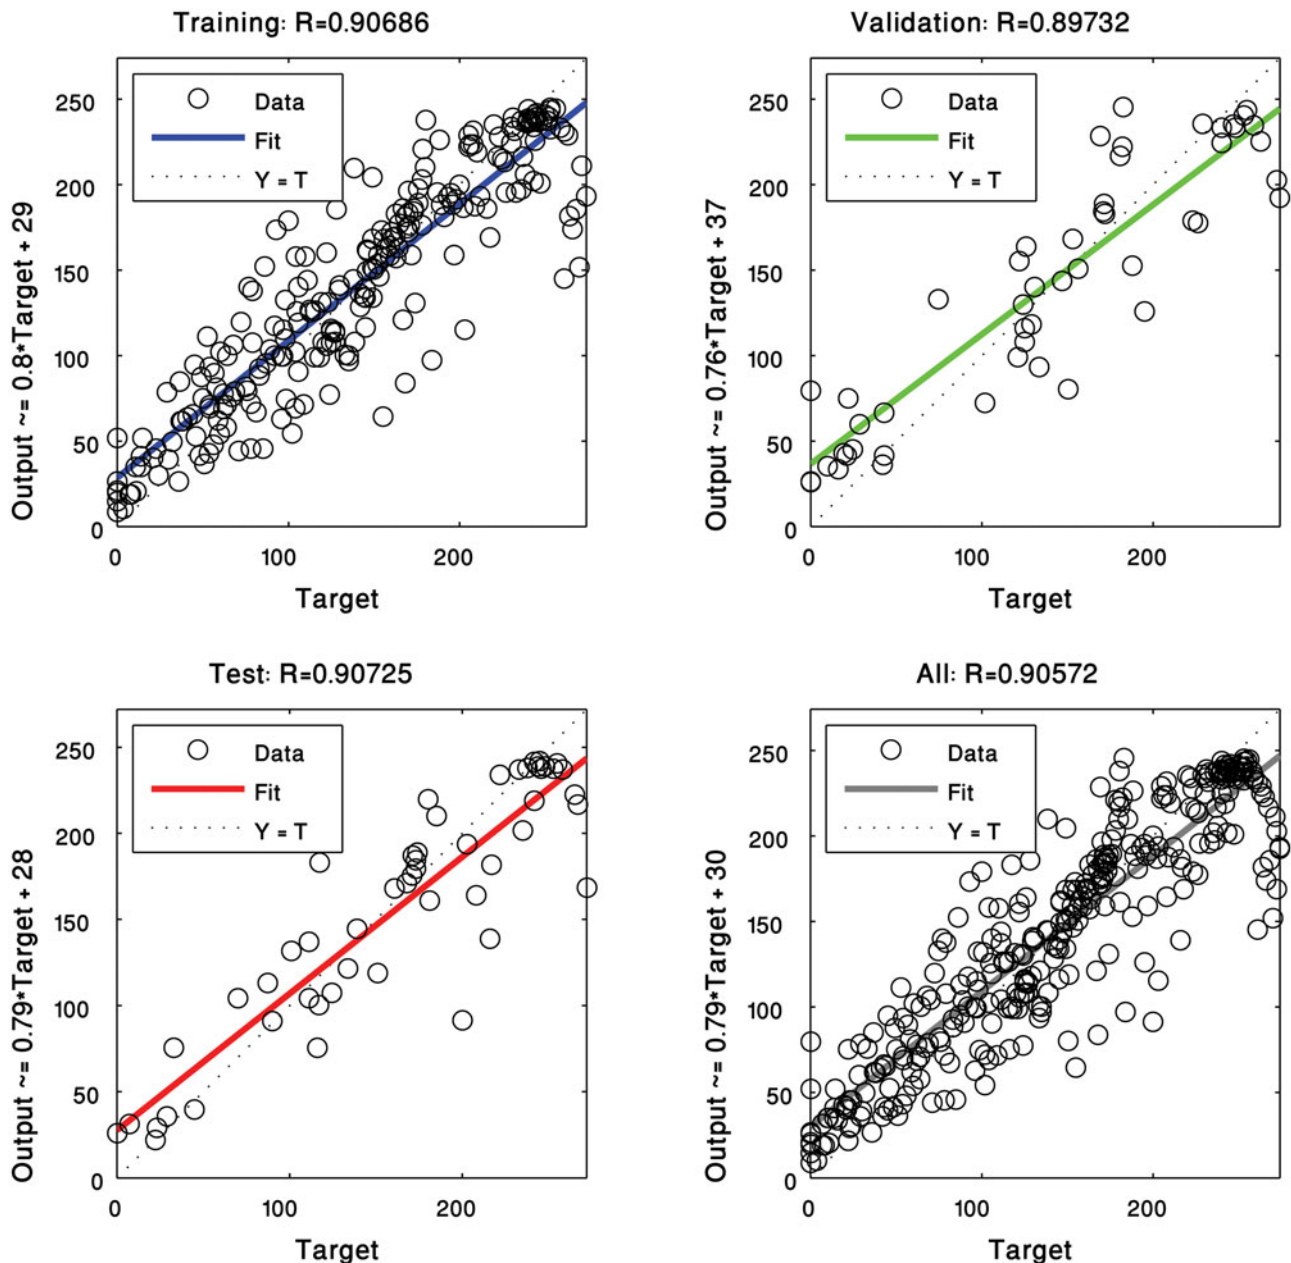 Training: R=0.90686
Output ~= 0.8*Target + 29
250
200
150
100
50
0
Data
Fit
Y = T
0
100
200
Target
Validation: R=0.89732
Output ~= 0.76*Target + 37
250
200
150
100
50
0
Data
Fit
Y = T
0
100
200
Target
Test: R=0.90725
Output ~= 0.79*Target + 28
250
200
150
100
50
0
Data
Fit
Y = T
0
100
200
Target
All: R=0.90572
Output ~= 0.79*Target + 30
250
200
150
100
50
0
Data
Fit
Y = T
0
100
200
Target